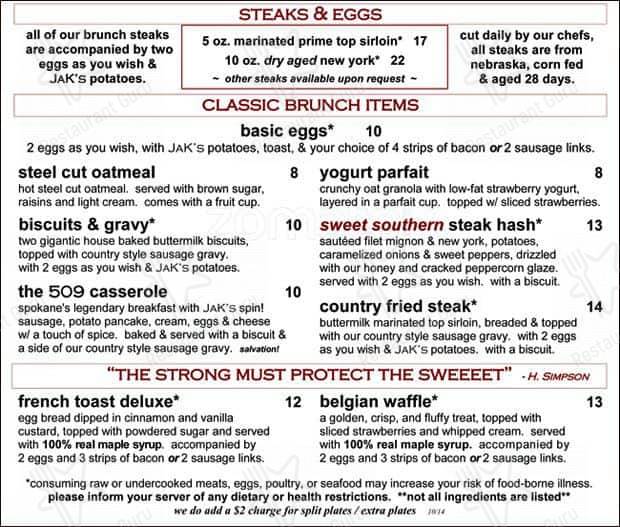 STEAKS & EGGS
all of our brunch steaks
are accompanied by two
eggs as you wish &
JAK'S potatoes.
5 oz. marinated prime top sirloin* 17
10 oz. dry aged new york* 22
~ other steaks available upon request ~
cut daily by our chefs,
all steaks are from
nebraska, corn fed
& aged 28 days.
CLASSIC BRUNCH ITEMS
basic eggs* 10
2 eggs as you wish, with JAK'S potatoes, toast, & your choice of 4 strips of bacon or 2 sausage links.
steel cut oatmeal 8
hot steel cut oatmeal. served with brown sugar,
raisins and light cream. comes with a fruit cup.
biscuits & gravy* 10
two gigantic house baked buttermilk biscuits,
topped with country style sausage gravy.
with 2 eggs as you wish & JAK'S potatoes.
the 509 casserole 10
spokane's legendary breakfast with JAK'S spin!
sausage, potato pancake, cream, eggs & cheese
w/ a touch of spice. baked & served with a biscuit &
a side of our country style sausage gravy. salvation!
yogurt parfait 8
crunchy oat granola with low-fat strawberry yogurt,
layered in a parfait cup. topped w/ sliced strawberries.
sweet southern steak hash* 13
sautéed filet mignon & new york, potatoes,
caramelized onions & sweet peppers, drizzled
with our honey and cracked peppercorn glaze.
served with 2 eggs as you wish. with a biscuit.
country fried steak* 14
buttermilk marinated top sirloin, breaded & topped
with our country style sausage gravy. with 2 eggs
as you wish & JAK'S potatoes. with a biscuit.
"THE STRONG MUST PROTECT THE SWEEEET" - H. SIMPSON
french toast deluxe* 12
egg bread dipped in cinnamon and vanilla
custard, topped with powdered sugar and served
with 100% real maple syrup. accompanied by
2 eggs and 3 strips of bacon or 2 sausage links.
belgian waffle* 13
a golden, crisp, and fluffy treat, topped with
sliced strawberries and whipped cream. served
with 100% real maple syrup. accompanied by
2 eggs and 3 strips of bacon or 2 sausage links.
*consuming raw or undercooked meats, eggs, poultry, or seafood may increase your risk of food-borne illness.
please inform your server of any dietary or health restrictions. **not all ingredients are listed**
we do add a $2 charge for split plates / extra plates 10/14